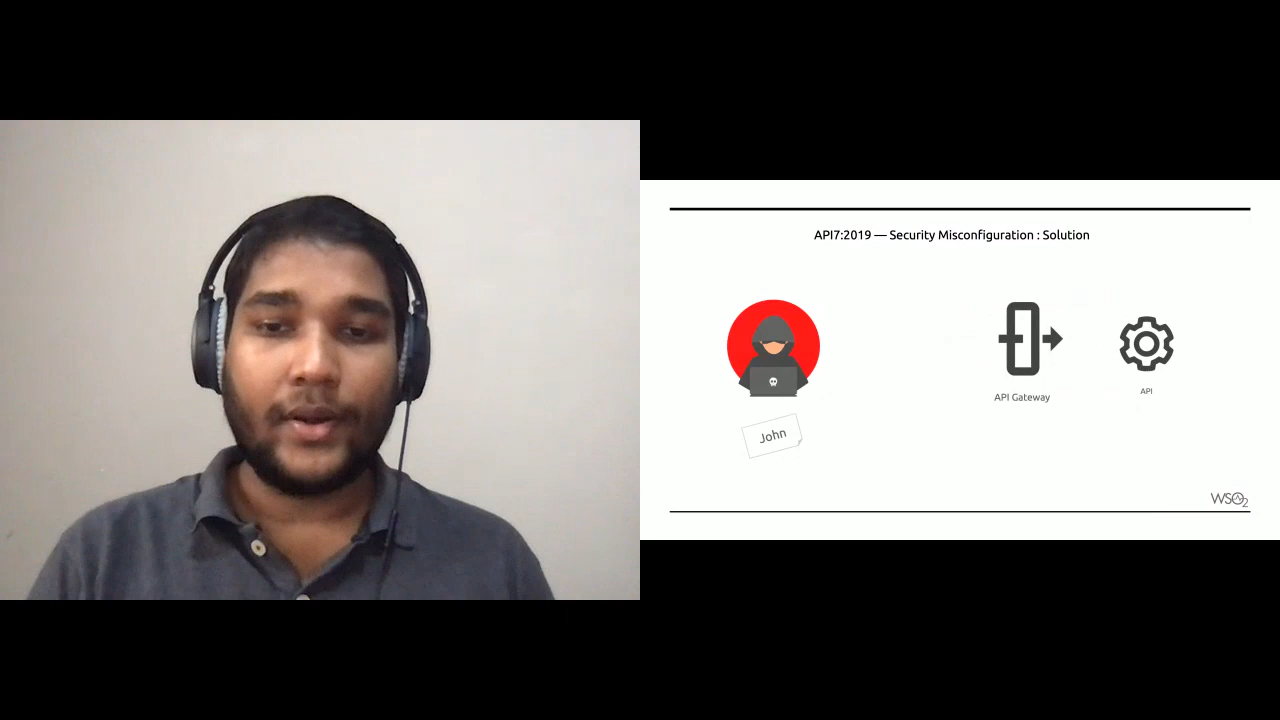 API7:2019 — Security Misconfiguration : Solution
API Gateway
API
John
WSO2